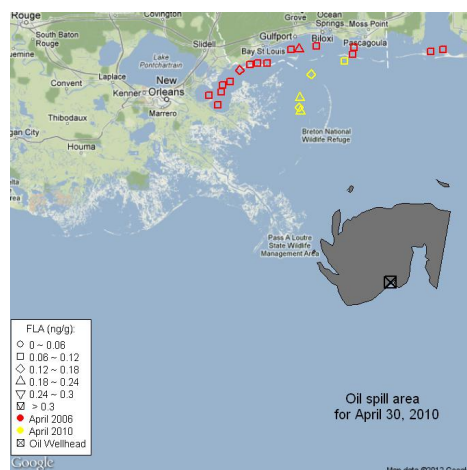 Rouge
Covington
Grove
Ocean
Springs
Moss Point
South Baton
Rouge
Slidell
Gulfport
Biloxi
Pascagoula
Bay St Louis
Lake
Pontchartrain
Convent
Laplace
Kenner
New
Orleans
Marrero
Thibodaux
Houma
Breton National
Wildlife Refuge
Pass A Loutre
State Wildlife
Management Area
FLA (ng/g):
0 ~ 0.06
0.06 ~ 0.12
0.12 ~ 0.18
0.18 ~ 0.24
0.24 ~ 0.3
> 0.3
April 2006
April 2010
Oil Wellhead
Oil spill area
for April 30, 2010
Google